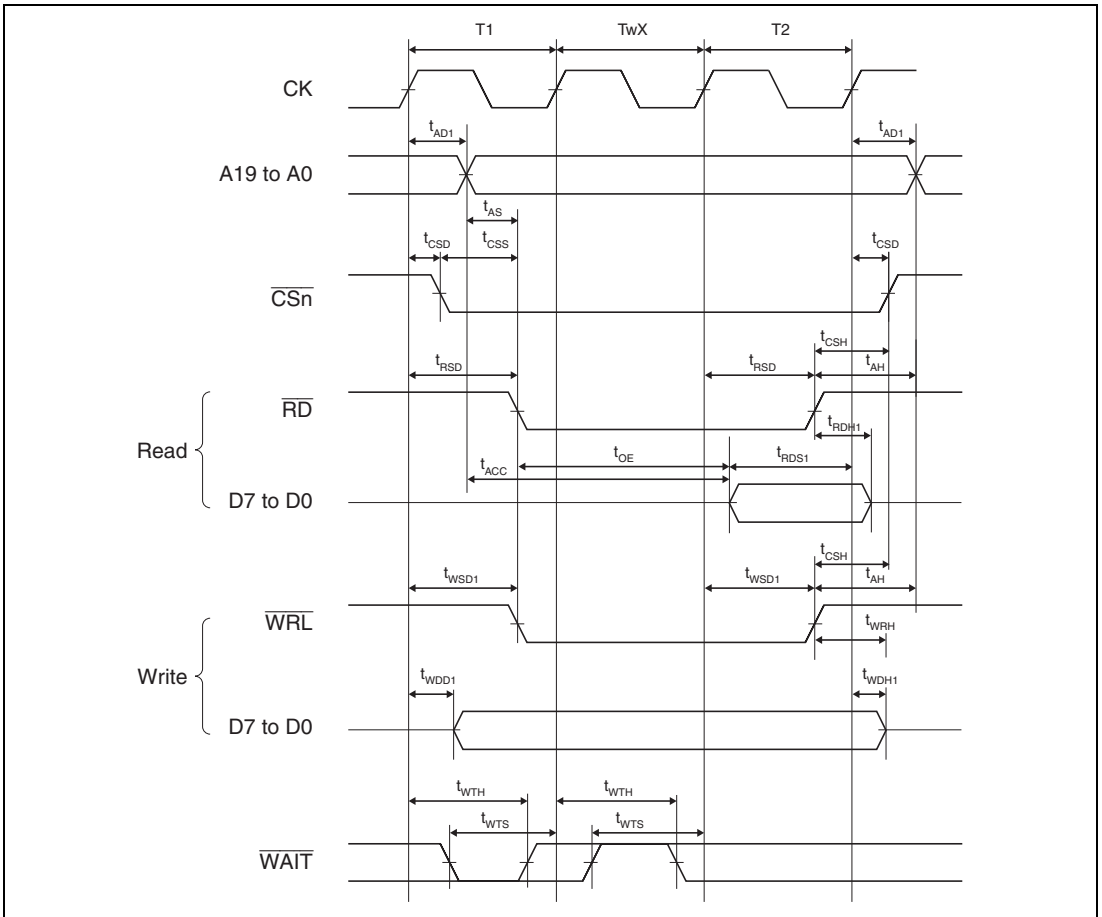 T1 TwX T2
CK
tAD1 tAD1
A19 to A0
tAS
tCSD tCSS tCSD
CSn
tCSH
tRSD tRSD tAH
RD
tRDH1
Read
tOE
tACC tRDS1
D7 to D0
tCSH
tWSD1 tWSD1 tAH
WRL
tWRH
Write
tWDD1 tWDH1
D7 to D0
tWTH tWTH
tWTS tWTS
WAIT